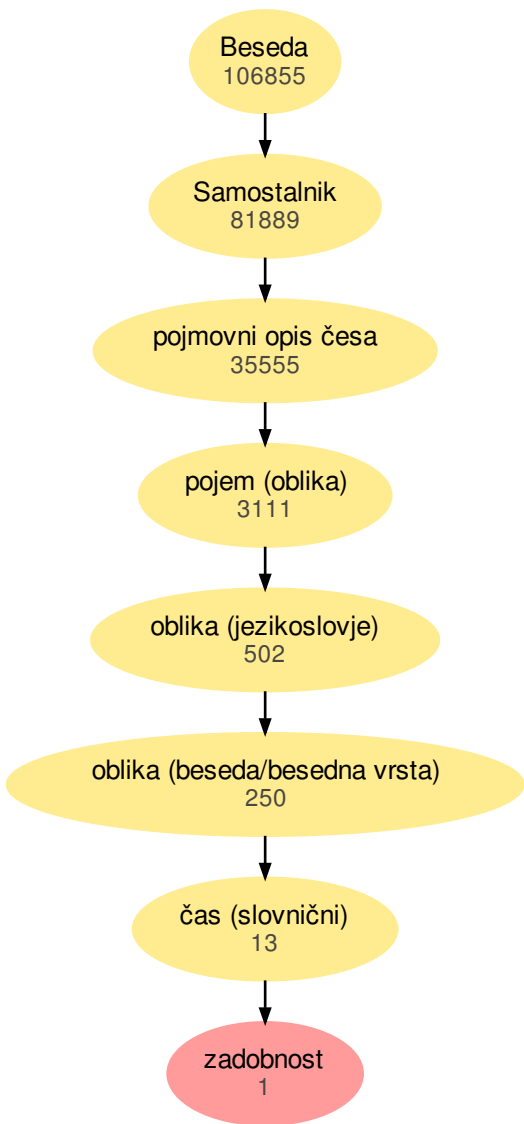 Beseda
106855
Samostalnik
81889
pojmovni opis česa
35555
pojem (oblika)
3111
oblika (jezikoslovje)
502
oblika (beseda/besedna vrsta)
250
čas (slovnični)
13
zadobnost
1